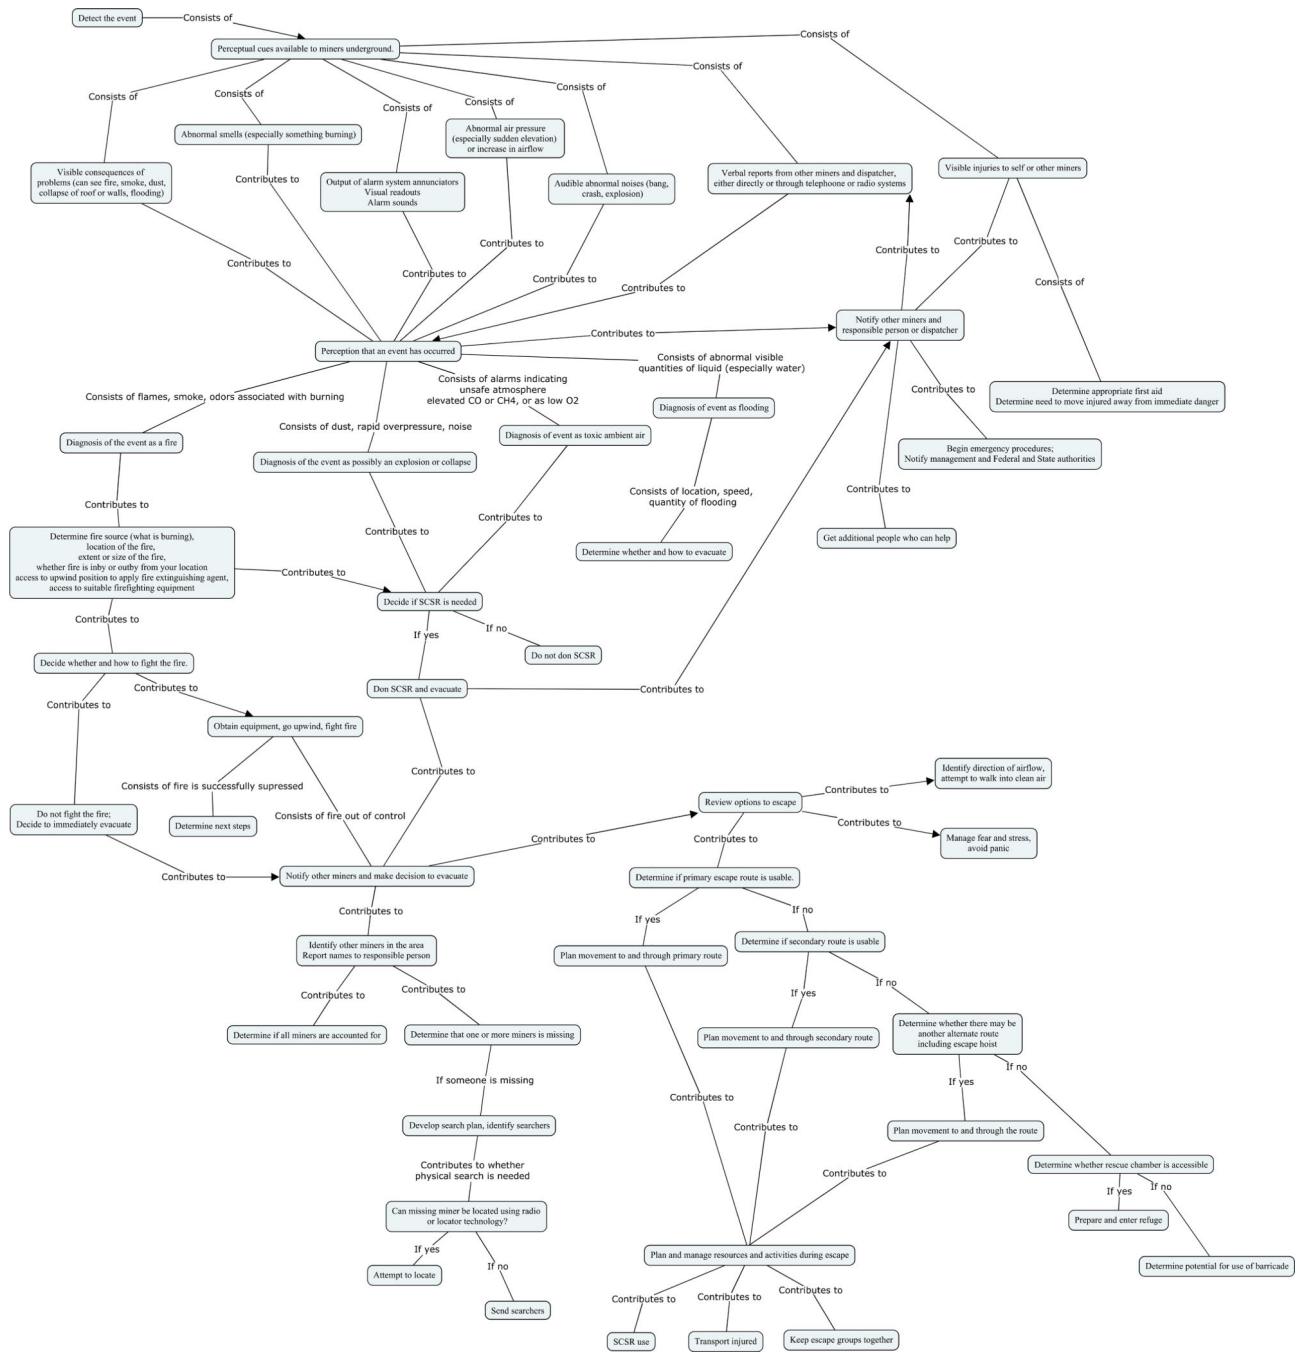 Detect the event
Consists of
Perceptual cues available to miners underground.
Consists of
Consists of
Consists of
Consists of
Consists of
Consists of
Consists of
Abnormal smells (especially something burning)
Abnormal air pressure
(especially sudden elevation)
or increase in airflow
Visible consequences of
problems (can see fire, smoke, dust,
collapse of roof or walls, flooding)
Output of alarm system annunciators
Visual readouts
Alarm sounds
Audible abnormal noises (bang,
crash, explosion)
Verbal reports from other miners and dispatcher,
either directly or through telephoone or radio systems
Visible injuries to self or other miners
Contributes to
Contributes to
Contributes to
Contributes to
Contributes to
Contributes to
Contributes to
Contributes to
Consists of
Notify other miners and
responsible person or dispatcher
Contributes to
Perception that an event has occurred
Consists of flames, smoke, odors associated with burning
Consists of dust, rapid overpressure, noise
Consists of alarms indicating
unsafe atmosphere
elevated CO or CH4, or as low O2
Consists of abnormal visible
quantities of liquid (especially water)
Contributes to
Determine appropriate first aid
Determine need to move injured away from immediate danger
Diagnosis of the event as a fire
Diagnosis of the event as possibly an explosion or collapse
Diagnosis of event as toxic ambient air
Diagnosis of event as flooding
Begin emergency procedures;
Notify management and Federal and State authorities
Contributes to
Contributes to
Contributes to
Consists of location, speed,
quantity of flooding
Contributes to
Determine fire source (what is burning),
location of the fire,
extent or size of the fire,
whether fire is inby or outby from your location
access to upwind position to apply fire extinguishing agent,
access to suitable firefighting equipment
Determine whether and how to evacuate
Get additional people who can help
Contributes to
Decide if SCSR is needed
Contributes to
If yes
If no
Do not don SCSR
Decide whether and how to fight the fire.
Contributes to
Contributes to
Don SCSR and evacuate
Contributes to
Obtain equipment, go upwind, fight fire
Consists of fire is successfully supressed
Consists of fire out of control
Contributes to
Do not fight the fire;
Decide to immediately evacuate
Determine next steps
Contributes to
Notify other miners and make decision to evacuate
Contributes to
Review options to escape
Contributes to
Identify direction of airflow,
attempt to walk into clean air
Contributes to
Manage fear and stress,
avoid panic
Contributes to
Determine if primary escape route is usable.
Contributes to
If yes
If no
Identify other miners in the area
Report names to responsible person
Plan movement to and through primary route
Determine if secondary route is usable
Contributes to
Contributes to
If yes
If no
Determine if all miners are accounted for
Determine that one or more miners is missing
Plan movement to and through secondary route
Determine whether there may be
another alternate route
including escape hoist
If someone is missing
Contributes to
If yes
If no
Develop search plan, identify searchers
Contributes to
Plan movement to and through the route
Contributes to whether
physical search is needed
Contributes to
Determine whether rescue chamber is accessible
If yes
If no
Can missing miner be located using radio
or locator technology?
Prepare and enter refuge
If yes
If no
Plan and manage resources and activities during escape
Determine potential for use of barricade
Attempt to locate
Send searchers
Contributes to
Contributes to
Contributes to
SCSR use
Transport injured
Keep escape groups together